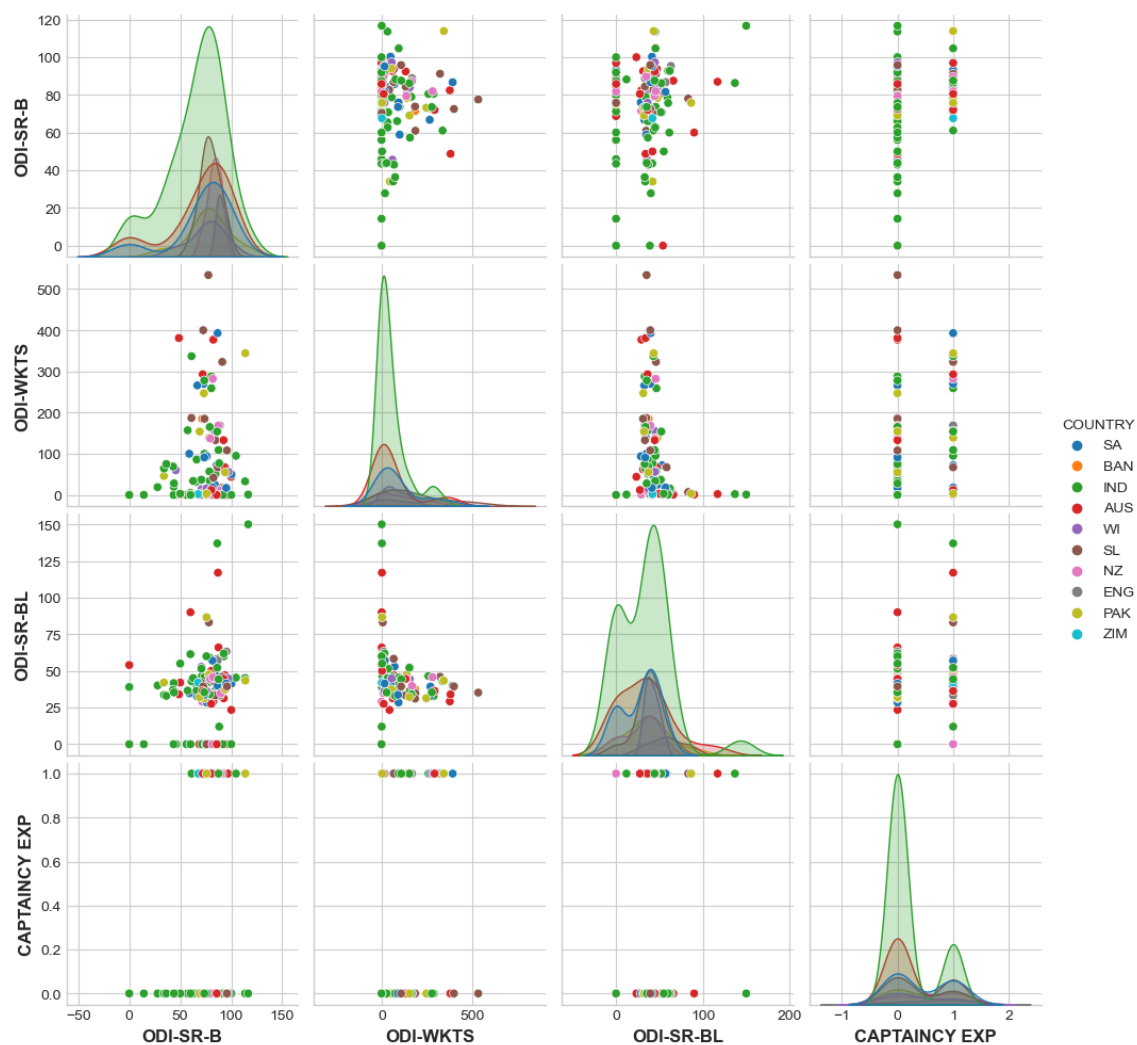 120
100
80
60
40
20
0
ODI-SR-B
500
400
300
200
100
0
ODI-WKTS
150
125
100
75
50
25
0
ODI-SR-BL
1.0
0.8
0.6
0.4
0.2
0.0
CAPTAINCY EXP
−50 0 50 100 150
ODI-SR-B
0 500
ODI-WKTS
0 100 200
ODI-SR-BL
−1 0 1 2
CAPTAINCY EXP
COUNTRY
SA
BAN
IND
AUS
WI
SL
NZ
ENG
PAK
ZIM